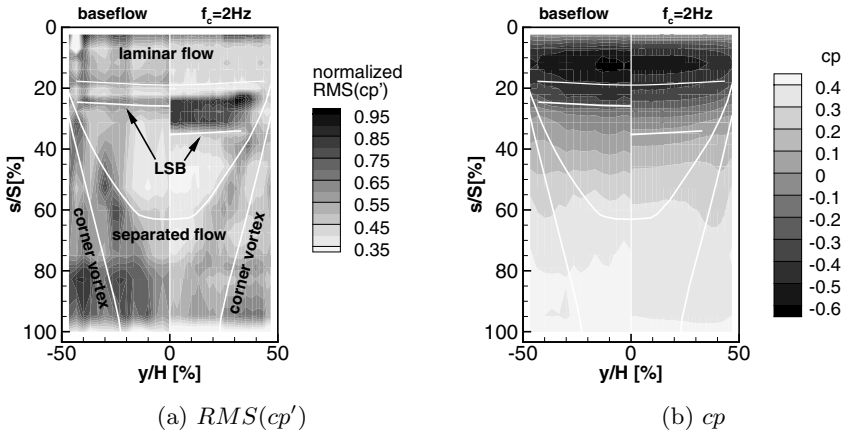 baseflow
f_c=2Hz
s/S[%]
0
20
40
60
80
100
laminar flow
LSB
separated flow
corner vortex
corner vortex
-50
0
50
y/H [%]
normalized
RMS(cp')
0.95
0.85
0.75
0.65
0.55
0.45
0.35
(a) RMS(cp')
baseflow
f_c=2Hz
s/S[%]
0
20
40
60
80
100
-50
0
50
y/H [%]
cp
0.4
0.3
0.2
0.1
0
-0.1
-0.2
-0.3
-0.4
-0.5
-0.6
(b) cp